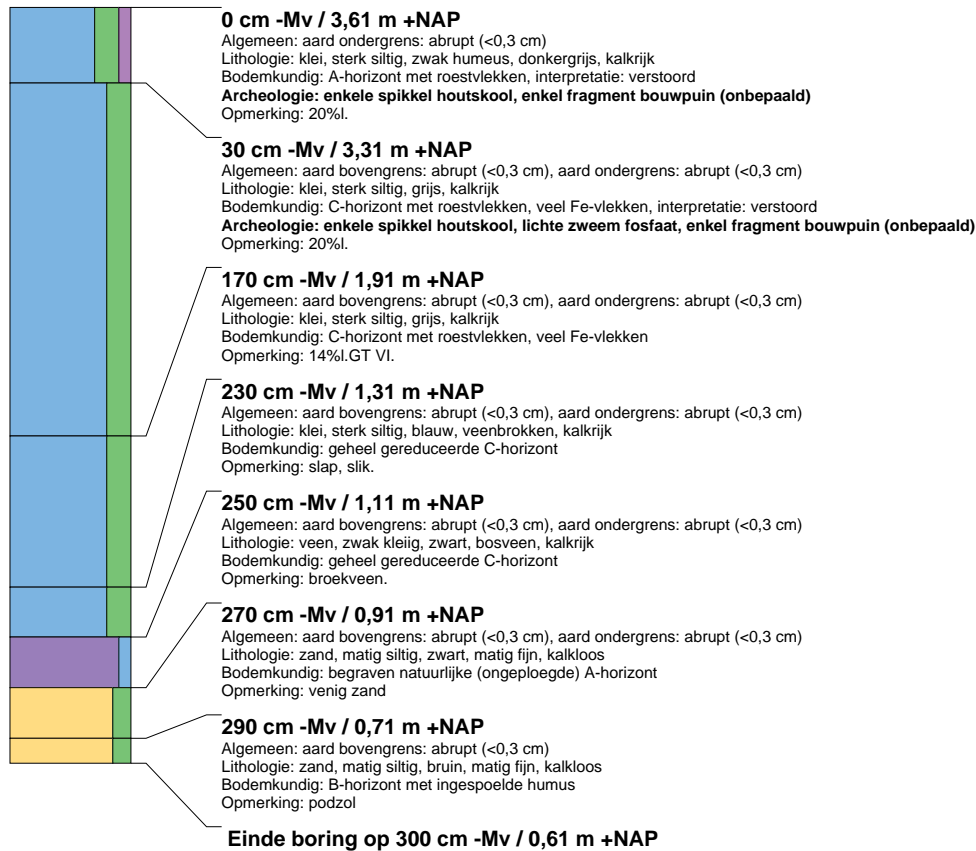 0 cm -Mv / 3,61 m +NAP
Algemeen: aard ondergrens: abrupt (<0,3 cm)
Lithologie: klei, sterk siltig, zwak humeus, donkergrijs, kalkrijk
Bodemkundig: A-horizont met roestvlekken, interpretatie: verstoord
Archeologie: enkele spikkel houtskool, enkel fragment bouwpuin (onbepaald)
Opmerking: 20%l.
30 cm -Mv / 3,31 m +NAP
Algemeen: aard bovengrens: abrupt (<0,3 cm), aard ondergrens: abrupt (<0,3 cm)
Lithologie: klei, sterk siltig, grijs, kalkrijk
Bodemkundig: C-horizont met roestvlekken, veel Fe-vlekken, interpretatie: verstoord
Archeologie: enkele spikkel houtskool, lichte zweem fosfaat, enkel fragment bouwpuin (onbepaald)
Opmerking: 20%l.
170 cm -Mv / 1,91 m +NAP
Algemeen: aard bovengrens: abrupt (<0,3 cm), aard ondergrens: abrupt (<0,3 cm)
Lithologie: klei, sterk siltig, grijs, kalkrijk
Bodemkundig: C-horizont met roestvlekken, veel Fe-vlekken
Opmerking: 14%l.GT VI.
230 cm -Mv / 1,31 m +NAP
Algemeen: aard bovengrens: abrupt (<0,3 cm), aard ondergrens: abrupt (<0,3 cm)
Lithologie: klei, sterk siltig, blauw, veenbrokken, kalkrijk
Bodemkundig: geheel gereduceerde C-horizont
Opmerking: slap, slik.
250 cm -Mv / 1,11 m +NAP
Algemeen: aard bovengrens: abrupt (<0,3 cm), aard ondergrens: abrupt (<0,3 cm)
Lithologie: veen, zwak kleiig, zwart, bosveen, kalkrijk
Bodemkundig: geheel gereduceerde C-horizont
Opmerking: broekveen.
270 cm -Mv / 0,91 m +NAP
Algemeen: aard bovengrens: abrupt (<0,3 cm), aard ondergrens: abrupt (<0,3 cm)
Lithologie: zand, matig siltig, zwart, matig fijn, kalkloos
Bodemkundig: begraven natuurlijke (ongeploegde) A-horizont
Opmerking: venig zand
290 cm -Mv / 0,71 m +NAP
Algemeen: aard bovengrens: abrupt (<0,3 cm)
Lithologie: zand, matig siltig, bruin, matig fijn, kalkloos
Bodemkundig: B-horizont met ingespoelde humus
Opmerking: podzol
Einde boring op 300 cm -Mv / 0,61 m +NAP